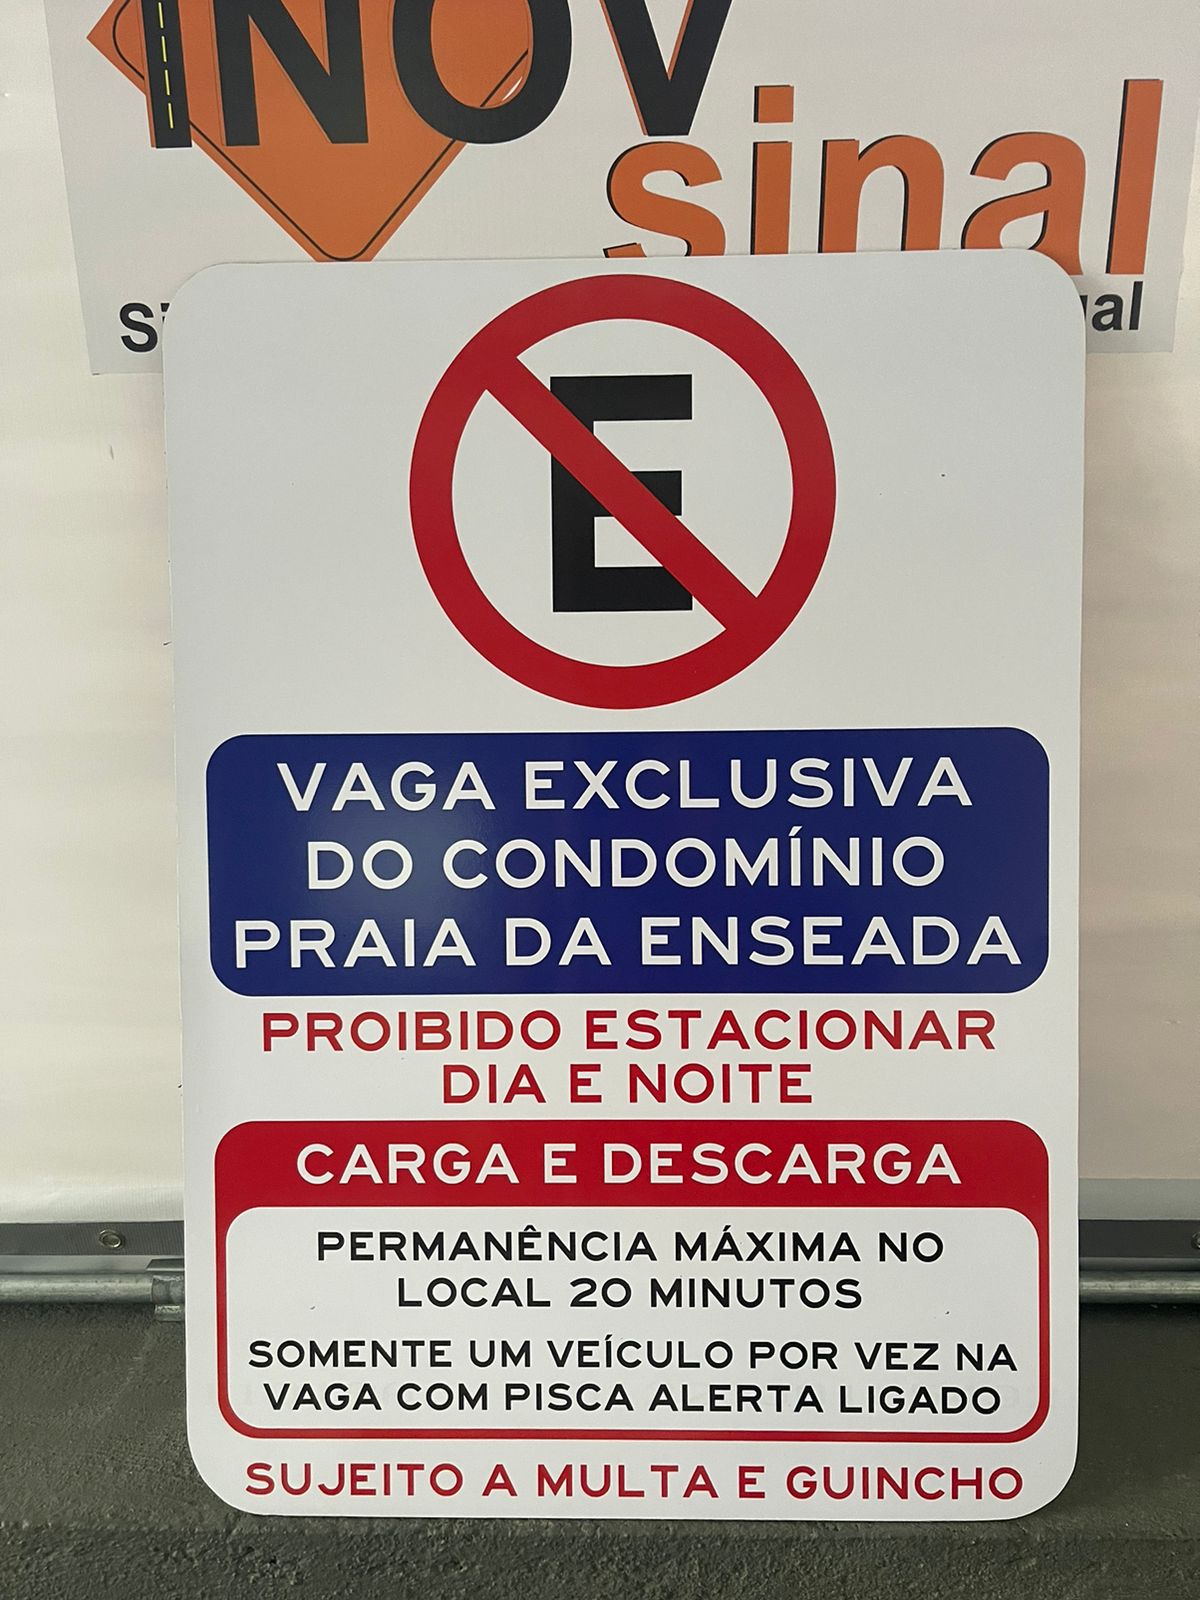 INOV
sinal
E
VAGA EXCLUSIVA
DO CONDOMÍNIO
PRAIA DA ENSEADA
PROIBIDO ESTACIONAR
DIA E NOITE
CARGA E DESCARGA
PERMANÊNCIA MÁXIMA NO
LOCAL 20 MINUTOS
SOMENTE UM VEÍCULO POR VEZ NA
VAGA COM PISCA ALERTA LIGADO
SUJEITO A MULTA E GUINCHO